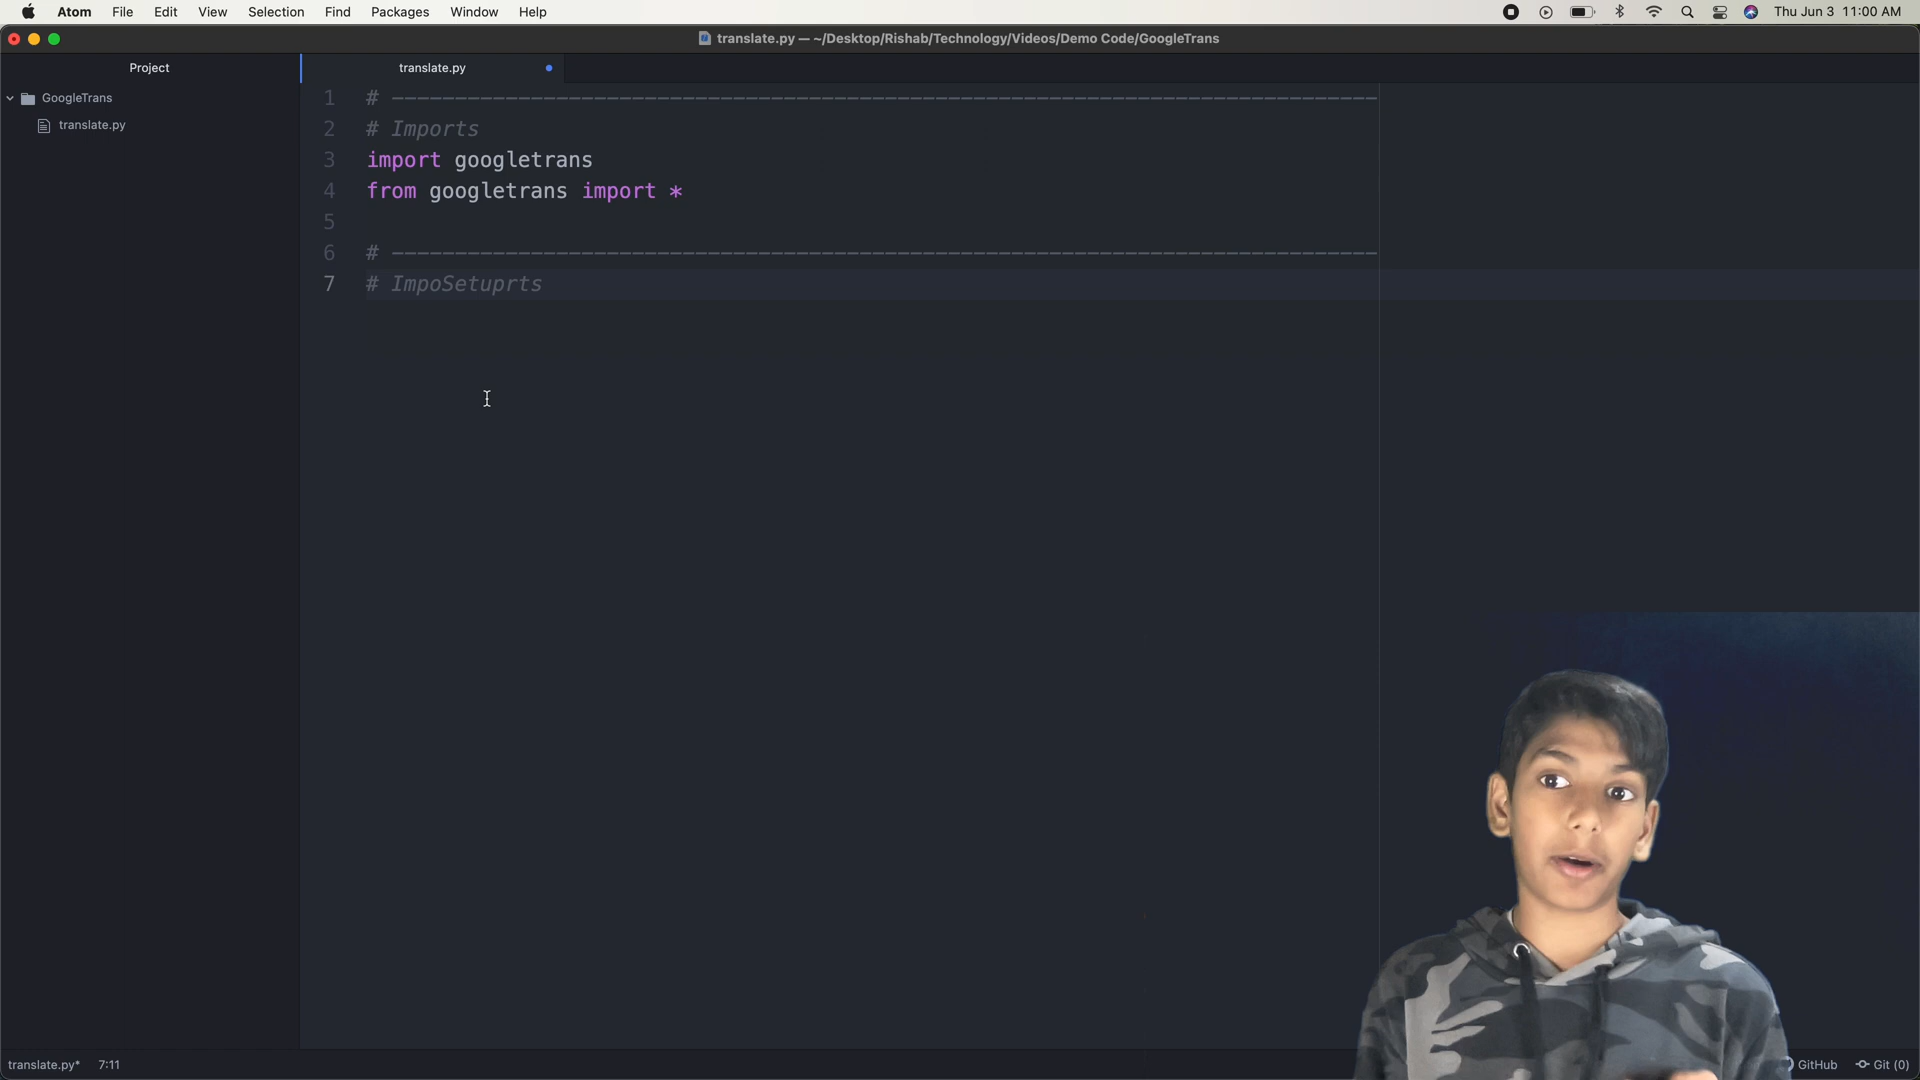 Atom File Edit View Selection Find Packages Window Help Thu Jun 3 11:00 AM
translate.py — ~/Desktop/Rishab/Technology/Videos/Demo Code/GoogleTrans
Project
translate.py
GoogleTrans
translate.py
1 # ------------------------------------------------------------------------------
2 # Imports
3 import googletrans
4 from googletrans import *
5
6 # ------------------------------------------------------------------------------
7 # ImpoSetuprts
translate.py* 7:11
GitHub Git (0)